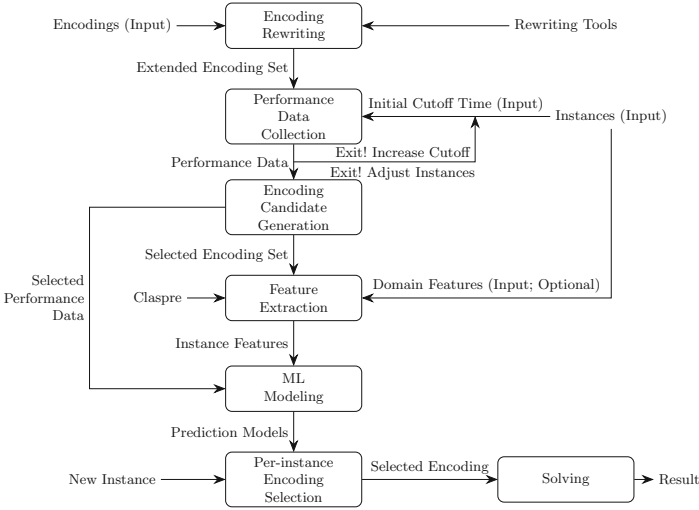 Encodings (Input)
Encoding
Rewriting
Rewriting Tools
Extended Encoding Set
Performance
Data
Collection
Initial Cutoff Time (Input)
Instances (Input)
Exit! Increase Cutoff
Performance Data
Exit! Adjust Instances
Encoding
Candidate
Generation
Selected Encoding Set
Selected
Performance
Data
Claspre
Feature
Extraction
Domain Features (Input; Optional)
Instance Features
ML
Modeling
Prediction Models
New Instance
Per-instance
Encoding
Selection
Selected Encoding
Solving
Result